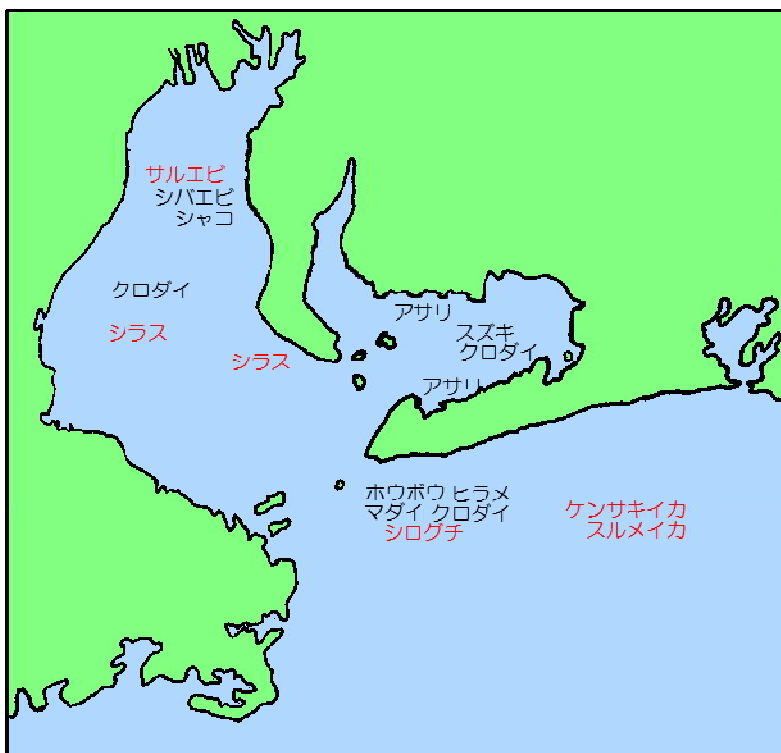 サルエビ
シバエビ
シャコ
クロダイ
シラス
シラス
アサリ
スズキ
クロダイ
アサリ
ホウボウ ヒラメ
マダイ クロダイ
シログチ
ケンサキイカ
スルメイカ